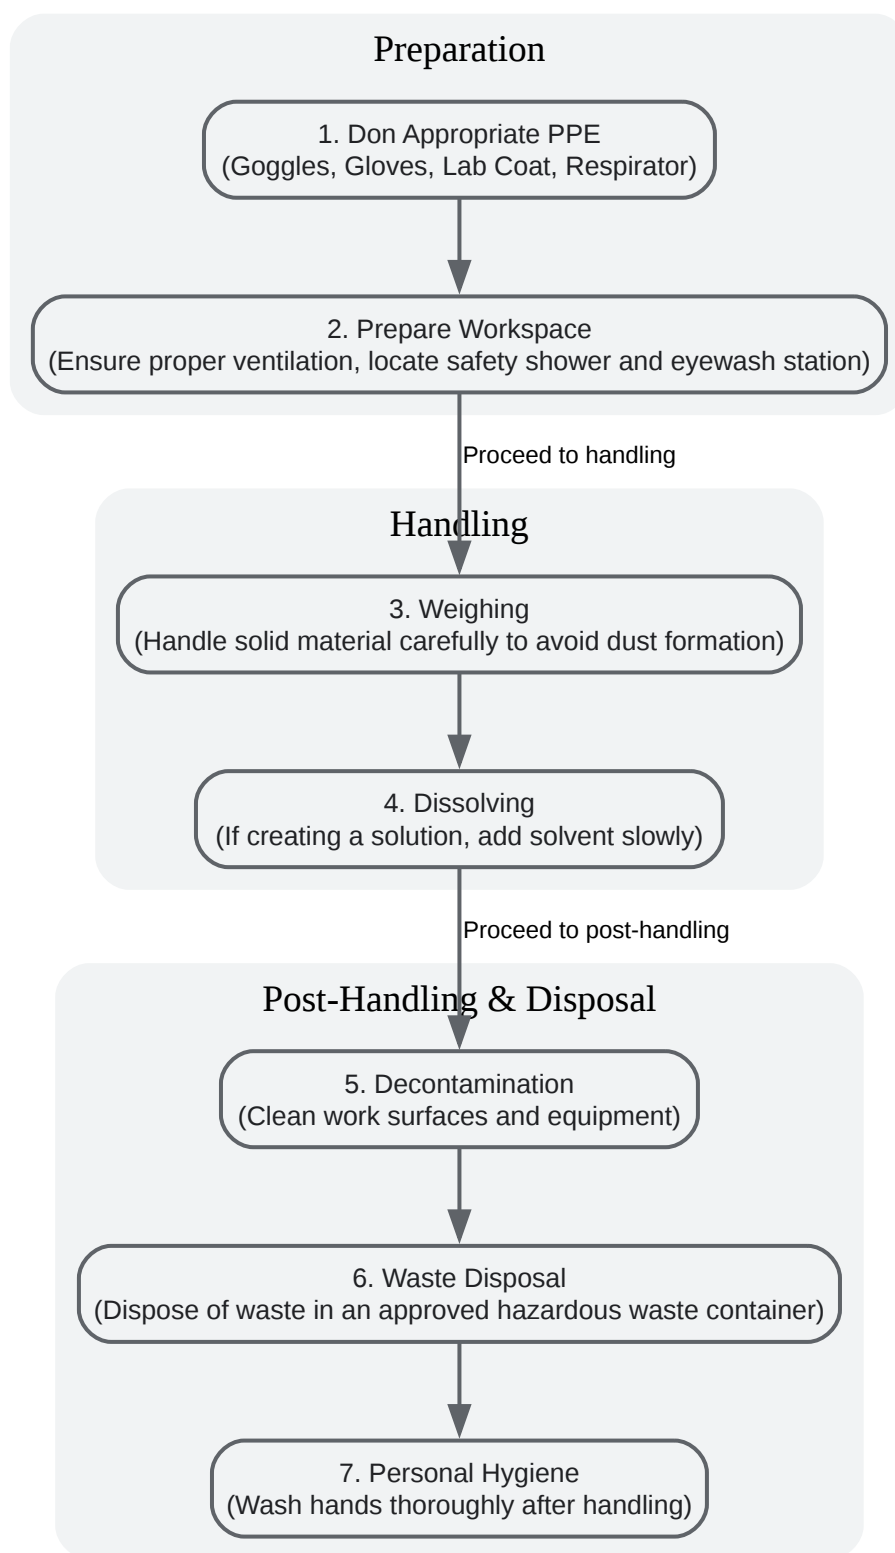 Preparation
1. Don Appropriate PPE
(Goggles, Gloves, Lab Coat, Respirator)
2. Prepare Workspace
(Ensure proper ventilation, locate safety shower and eyewash station)
Proceed to handling
Handling
3. Weighing
(Handle solid material carefully to avoid dust formation)
4. Dissolving
(If creating a solution, add solvent slowly)
Proceed to post-handling
Post-Handling & Disposal
5. Decontamination
(Clean work surfaces and equipment)
6. Waste Disposal
(Dispose of waste in an approved hazardous waste container)
7. Personal Hygiene
(Wash hands thoroughly after handling)